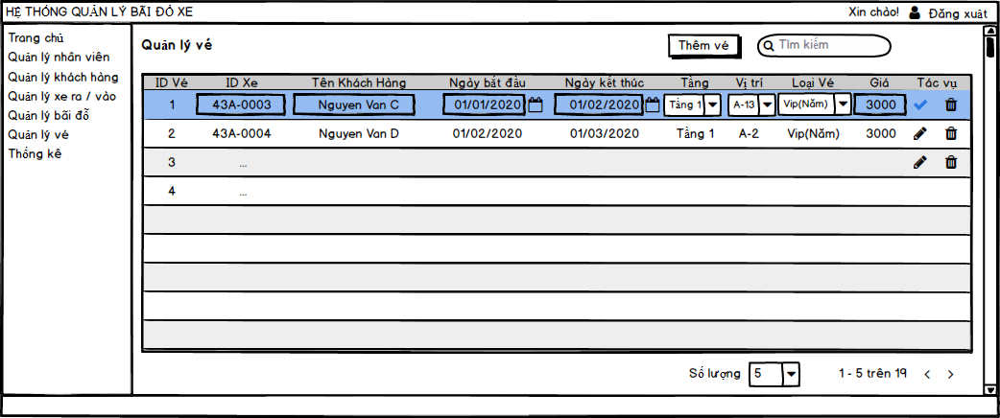 HỆ THỐNG QUẢN LÝ BÃI ĐỖ XE Xin chào! Đăng xuất
Trang chủ
Quản lý nhân viên
Quản lý khách hàng
Quản lý xe ra / vào
Quản lý bãi đỗ
Quản lý vé
Thống kê
Quản lý vé Thêm vé Tìm kiếm
ID Vé ID Xe Tên Khách Hàng Ngày bắt đầu Ngày kết thúc Tầng Vị trí Loại Vé Giá Tác vụ
1 43A-0003 Nguyen Van C 01/01/2020 01/02/2020 Tầng 1 A-13 Vip(Năm) 3000
2 43A-0004 Nguyen Van D 01/02/2020 01/03/2020 Tầng 1 A-2 Vip(Năm) 3000
3 ...
4 ...
Số lượng 5 1 - 5 trên 19 < >